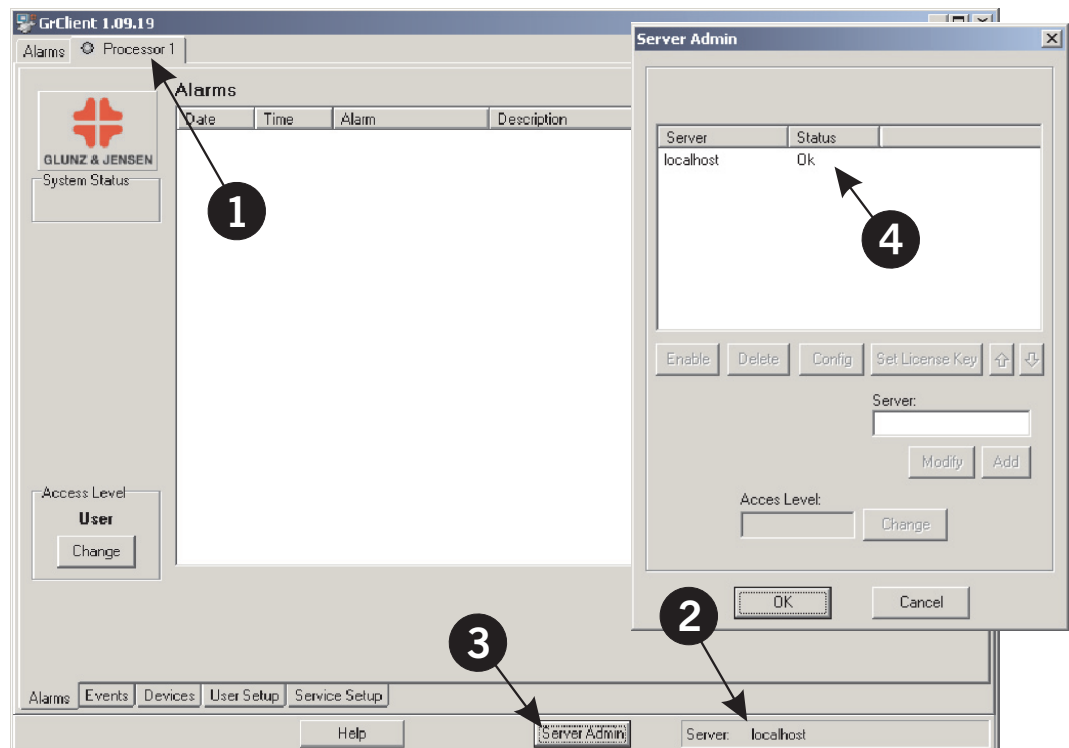 GrClient 1.09.19
Alarms Processor 1
Alarms
Date Time Alarm Description
GLUNZ & JENSEN
System Status
1
Access Level
User
Change
Alarms Events Devices User Setup Service Setup
3
2
Help Server Admin Server: localhost
Server Admin
Server Status
localhost Ok
4
Enable Delete Config Set License Key
Server:
Modify Add
Acces Level:
Change
OK Cancel